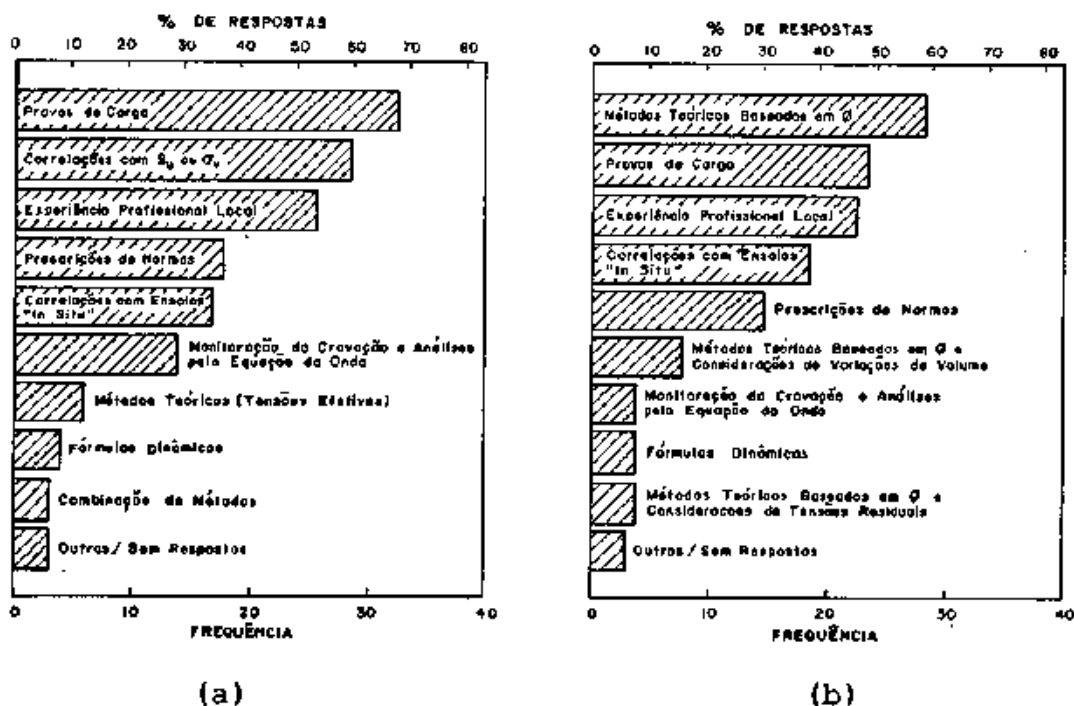 % DE RESPOSTAS
0 10 20 30 40 50 60 70 80
Provas de Carga
Correlações com Su ou σ'v
Experiência Profissional Local
Prescrições de Normas
Correlações com Ensaios
"In Situ"
Monitoração da Cravação e Análises
pela Equação da Onda
Métodos Teóricos (Tensões Efetivas)
Fórmulas Dinâmicas
Combinação de Métodos
Outros / Sem Respostas
0 10 20 30 40
FREQUÊNCIA
(a)
% DE RESPOSTAS
0 10 20 30 40 50 60 70 80
Métodos Teóricos Baseados em Ø
Provas de Carga
Experiência Profissional Local
Correlações com Ensaios
"In Situ"
Prescrições de Normas
Métodos Teóricos Baseados em Ø e
Considerações de Variações de Volume
Monitoração da Cravação e Análises
pela Equação da Onda
Fórmulas Dinâmicas
Métodos Teóricos Baseados em Ø e
Considerações de Tensões Residuais
Outros / Sem Respostas
0 10 20 30 40
FREQUÊNCIA
(b)